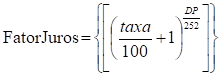 FatorJuros = {[(taxa/100 + 1)^(DP/252)]}